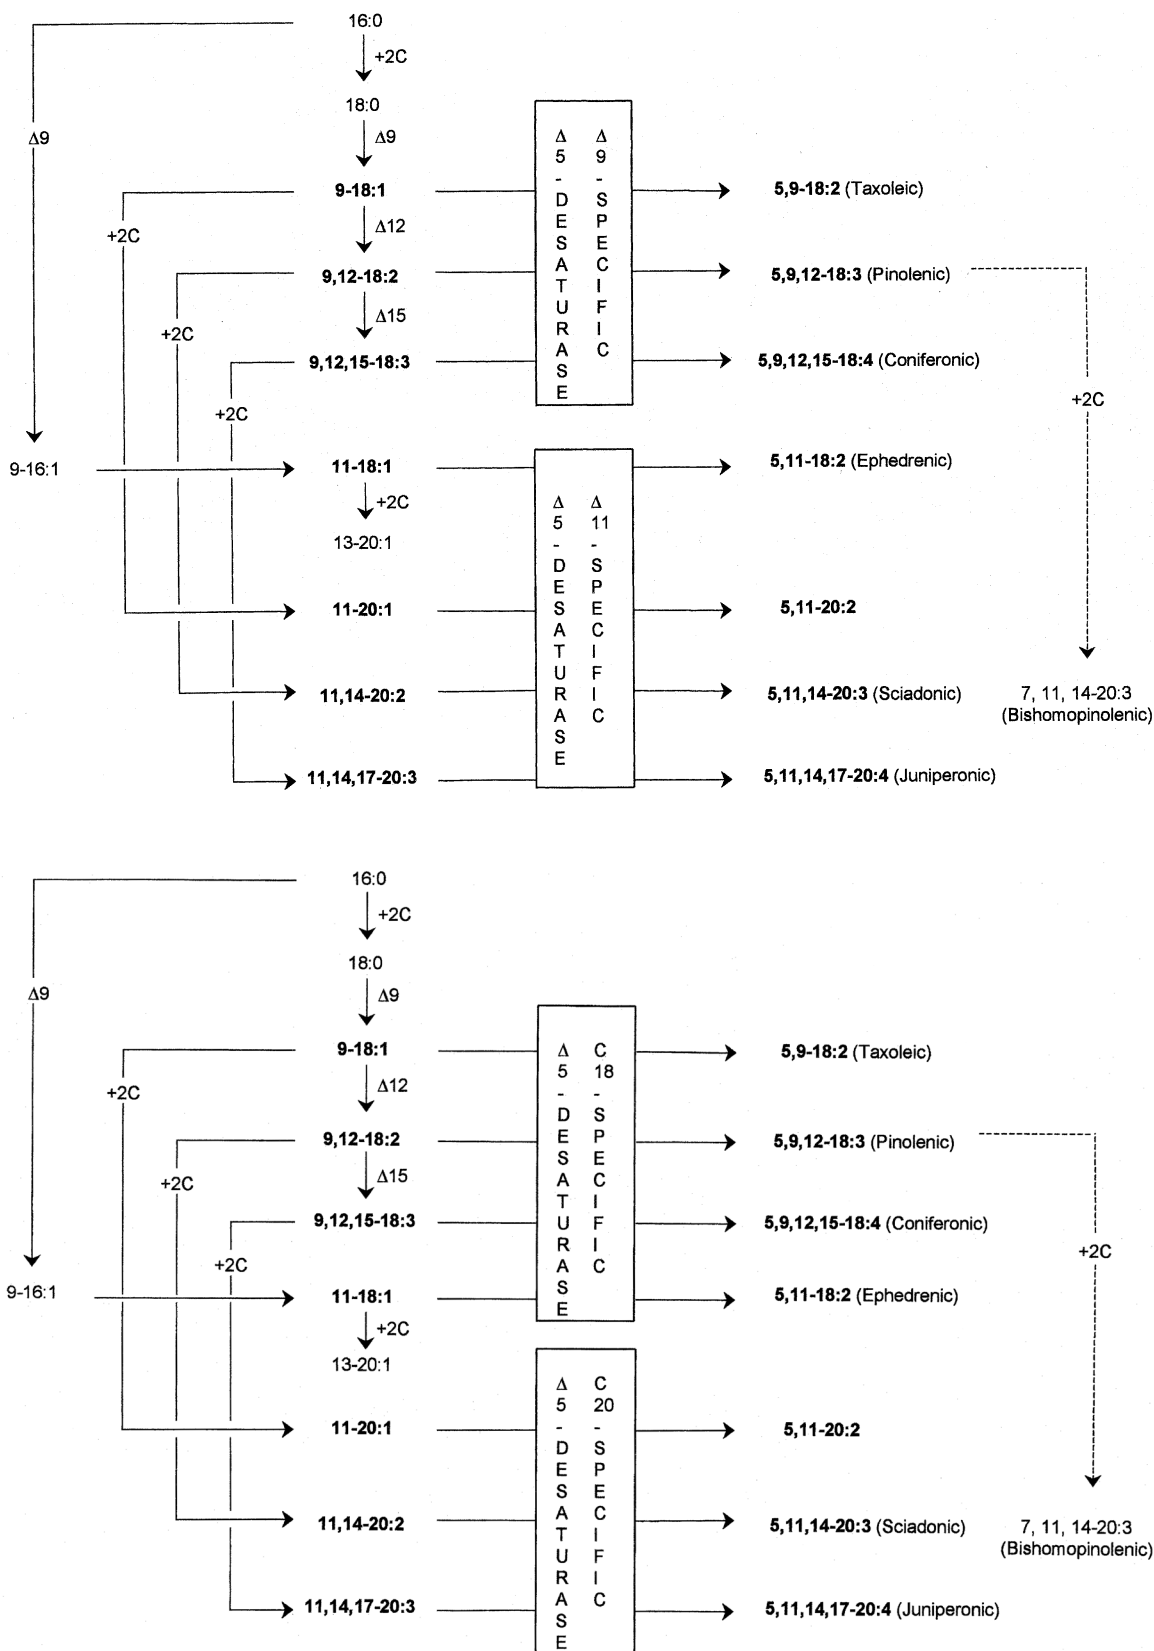 16:0
+2C
18:0
Δ9
Δ9
9-18:1
5,9-18:2 (Taxoleic)
+2C
Δ12
9,12-18:2
5,9,12-18:3 (Pinolenic)
+2C
Δ15
9,12,15-18:3
5,9,12,15-18:4 (Coniferonic)
Δ5-DESATURASE
Δ9-SPECIFIC
+2C
+2C
9-16:1
11-18:1
5,11-18:2 (Ephedrenic)
+2C
13-20:1
11-20:1
5,11-20:2
11,14-20:2
5,11,14-20:3 (Sciadonic)
7, 11, 14-20:3
(Bishomopinolenic)
11,14,17-20:3
5,11,14,17-20:4 (Juniperonic)
Δ5-DESATURASE
Δ11-SPECIFIC
16:0
+2C
18:0
Δ9
Δ9
9-18:1
5,9-18:2 (Taxoleic)
+2C
Δ12
9,12-18:2
5,9,12-18:3 (Pinolenic)
+2C
Δ15
9,12,15-18:3
5,9,12,15-18:4 (Coniferonic)
+2C
+2C
9-16:1
11-18:1
5,11-18:2 (Ephedrenic)
Δ5-DESATURASE
C18-SPECIFIC
+2C
13-20:1
11-20:1
5,11-20:2
11,14-20:2
5,11,14-20:3 (Sciadonic)
7, 11, 14-20:3
(Bishomopinolenic)
11,14,17-20:3
5,11,14,17-20:4 (Juniperonic)
Δ5-DESATURASE
C20-SPECIFIC